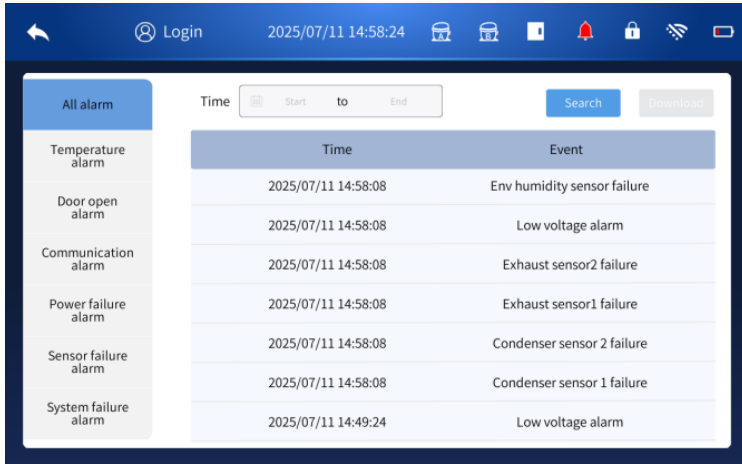 Login 2025/07/11 14:58:24 A B
All alarm
Temperature
alarm
Door open
alarm
Communication
alarm
Power failure
alarm
Sensor failure
alarm
System failure
alarm
Time Start to End Search Download
Time Event
2025/07/11 14:58:08 Env humidity sensor failure
2025/07/11 14:58:08 Low voltage alarm
2025/07/11 14:58:08 Exhaust sensor2 failure
2025/07/11 14:58:08 Exhaust sensor1 failure
2025/07/11 14:58:08 Condenser sensor 2 failure
2025/07/11 14:58:08 Condenser sensor 1 failure
2025/07/11 14:49:24 Low voltage alarm